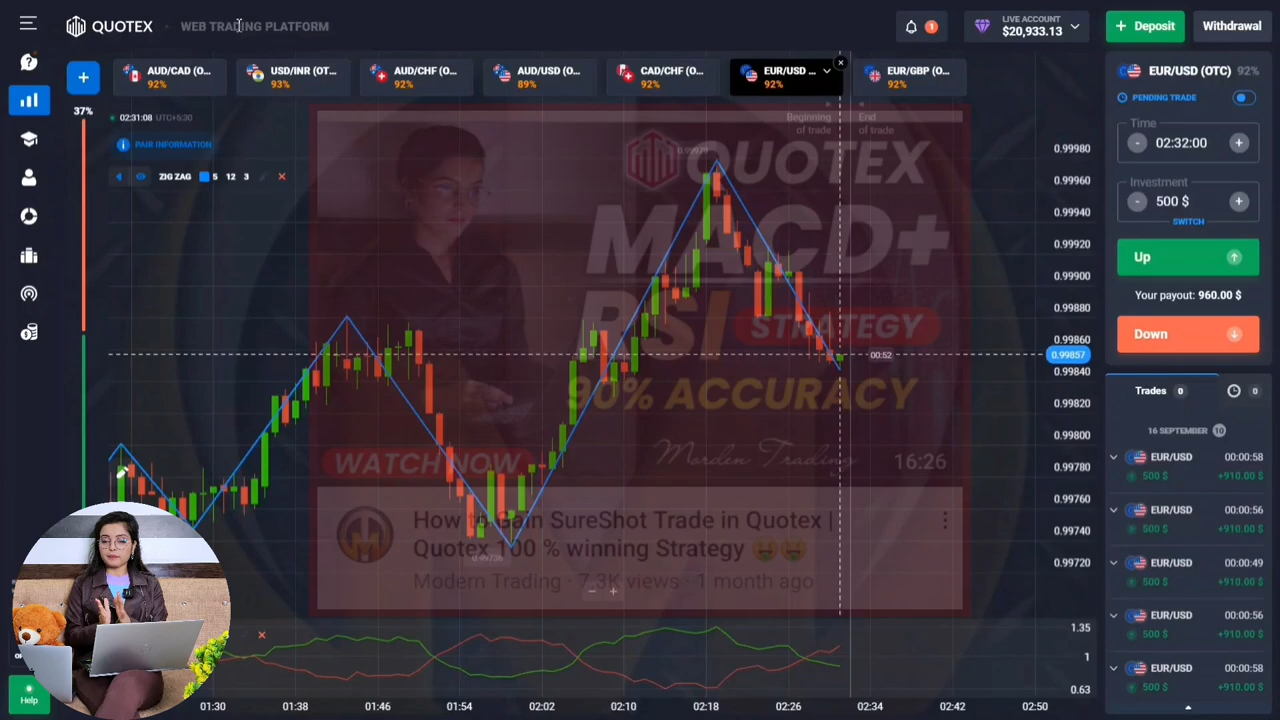 QUOTEX
WEB TRADING PLATFORM
1
LIVE ACCOUNT
$20,933.13
Deposit
Withdrawal
AUD/CAD (O...
92%
USD/INR (OT...
93%
AUD/CHF (O...
92%
AUD/USD (O...
89%
CAD/CHF (O...
92%
EUR/USD ...
92%
EUR/GBP (O...
92%
37%
02:31:08 UTC+5:30
PAIR INFORMATION
ZIG ZAG 5 12 3
Beginning
of trade
End
of trade
QUOTEX
MACD+
RSI STRATEGY
90% ACCURACY
WATCH NOW
Morden Trading
16:26
How to Gain SureShot Trade in Quotex |
Quotex 100 % winning Strategy 🤑🤑
Modern Trading · 7.3K views · 1 month ago
00:52
0.99980
0.99960
0.99940
0.99920
0.99900
0.99880
0.99860
0.99857
0.99840
0.99820
0.99800
0.99780
0.99760
0.99740
0.99720
1.35
1
0.63
01:30
01:38
01:46
01:54
02:02
02:10
02:18
02:26
02:34
02:42
02:50
Help
EUR/USD (OTC) 92%
PENDING TRADE
Time
02:32:00
Investment
500 $
SWITCH
Up
Your payout: 960.00 $
Down
Trades 0
0
16 SEPTEMBER 10
EUR/USD 00:00:58
500 $ +910.00 $
EUR/USD 00:00:56
500 $ +910.00 $
EUR/USD 00:00:49
500 $ +910.00 $
EUR/USD 00:00:56
500 $ +910.00 $
EUR/USD 00:00:58
500 $ +910.00 $